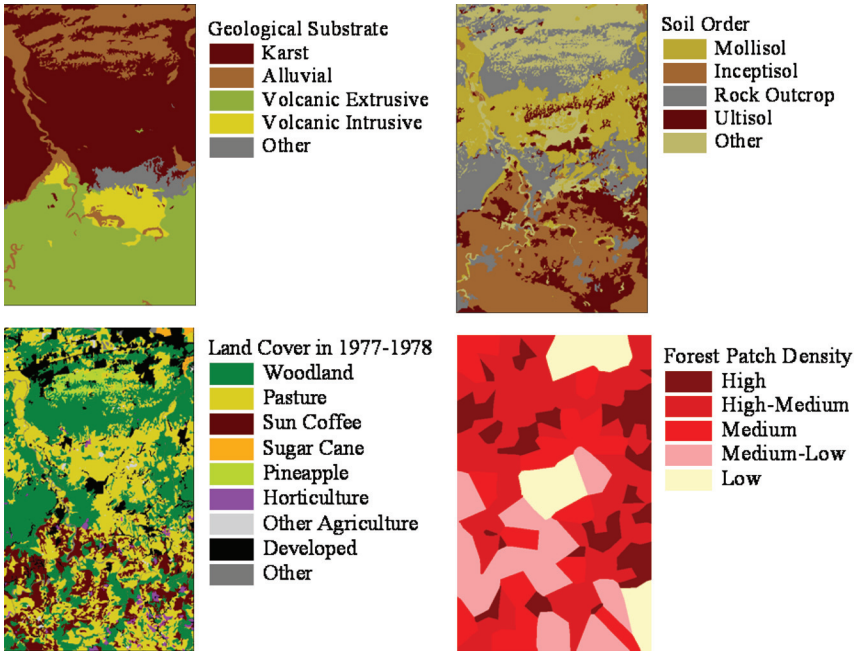 Geological Substrate
Karst
Alluvial
Volcanic Extrusive
Volcanic Intrusive
Other
Soil Order
Mollisol
Inceptisol
Rock Outcrop
Ultisol
Other
Land Cover in 1977-1978
Woodland
Pasture
Sun Coffee
Sugar Cane
Pineapple
Horticulture
Other Agriculture
Developed
Other
Forest Patch Density
High
High-Medium
Medium
Medium-Low
Low